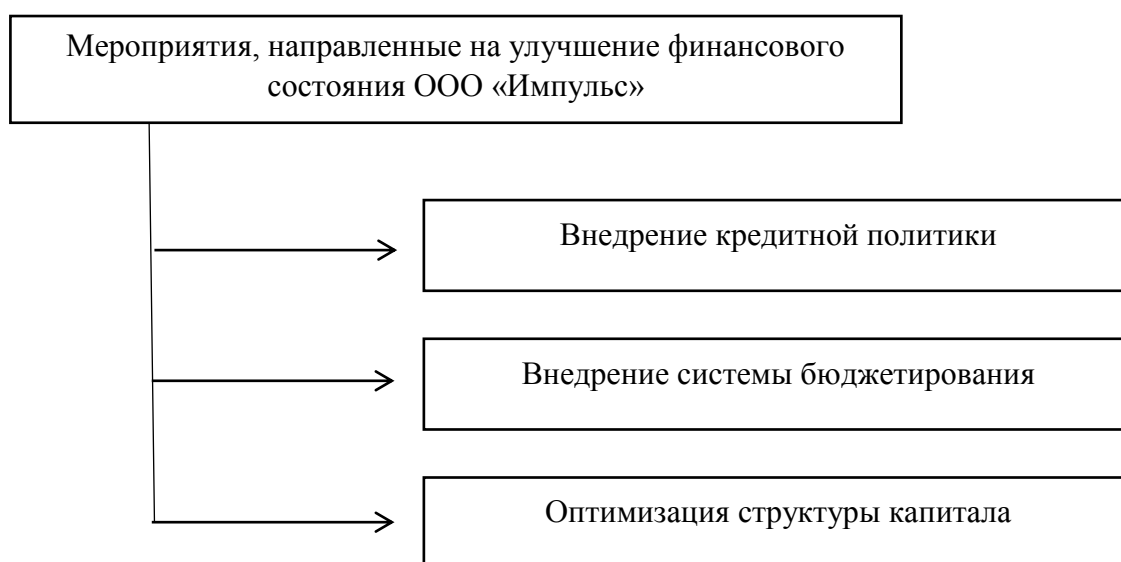 Мероприятия, направленные на улучшение финансового
состояния ООО «Импульс»
Внедрение кредитной политики
Внедрение системы бюджетирования
Оптимизация структуры капитала